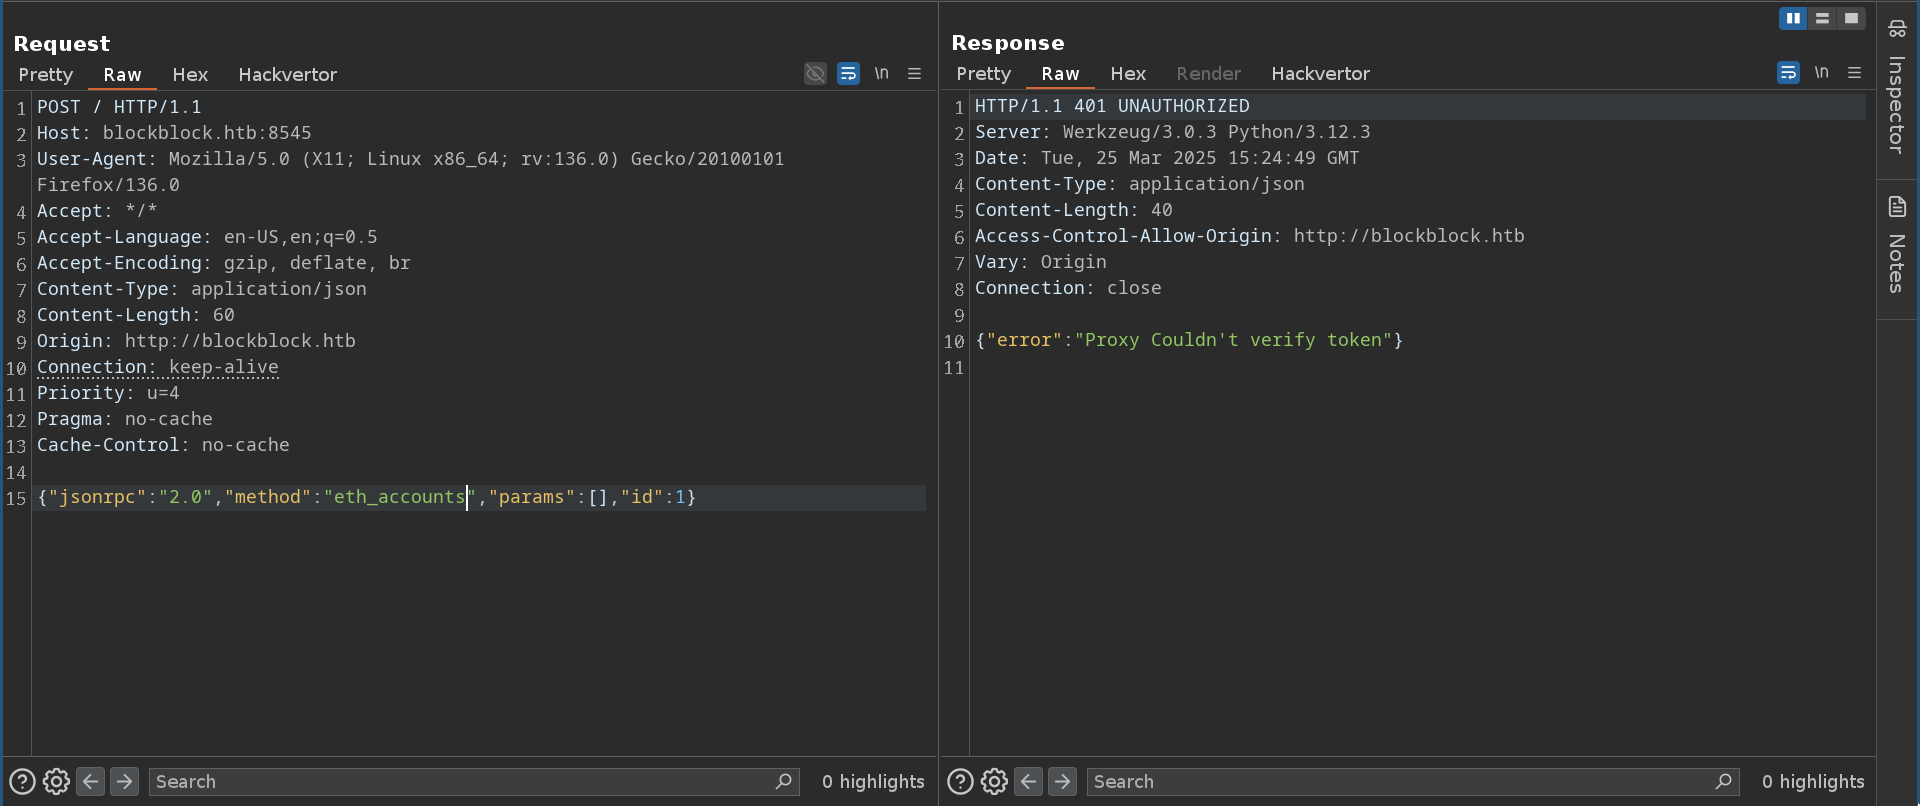 Request
Pretty Raw Hex Hackvertor \n
1 POST / HTTP/1.1
2 Host: blockblock.htb:8545
3 User-Agent: Mozilla/5.0 (X11; Linux x86_64; rv:136.0) Gecko/20100101
Firefox/136.0
4 Accept: */*
5 Accept-Language: en-US,en;q=0.5
6 Accept-Encoding: gzip, deflate, br
7 Content-Type: application/json
8 Content-Length: 60
9 Origin: http://blockblock.htb
10 Connection: keep-alive
11 Priority: u=4
12 Pragma: no-cache
13 Cache-Control: no-cache
14
15 {"jsonrpc":"2.0","method":"eth_accounts","params":[],"id":1}
Search 0 highlights
Response
Pretty Raw Hex Render Hackvertor \n
1 HTTP/1.1 401 UNAUTHORIZED
2 Server: Werkzeug/3.0.3 Python/3.12.3
3 Date: Tue, 25 Mar 2025 15:24:49 GMT
4 Content-Type: application/json
5 Content-Length: 40
6 Access-Control-Allow-Origin: http://blockblock.htb
7 Vary: Origin
8 Connection: close
9
10 {"error":"Proxy Couldn't verify token"}
11
Search 0 highlights
Inspector
Notes